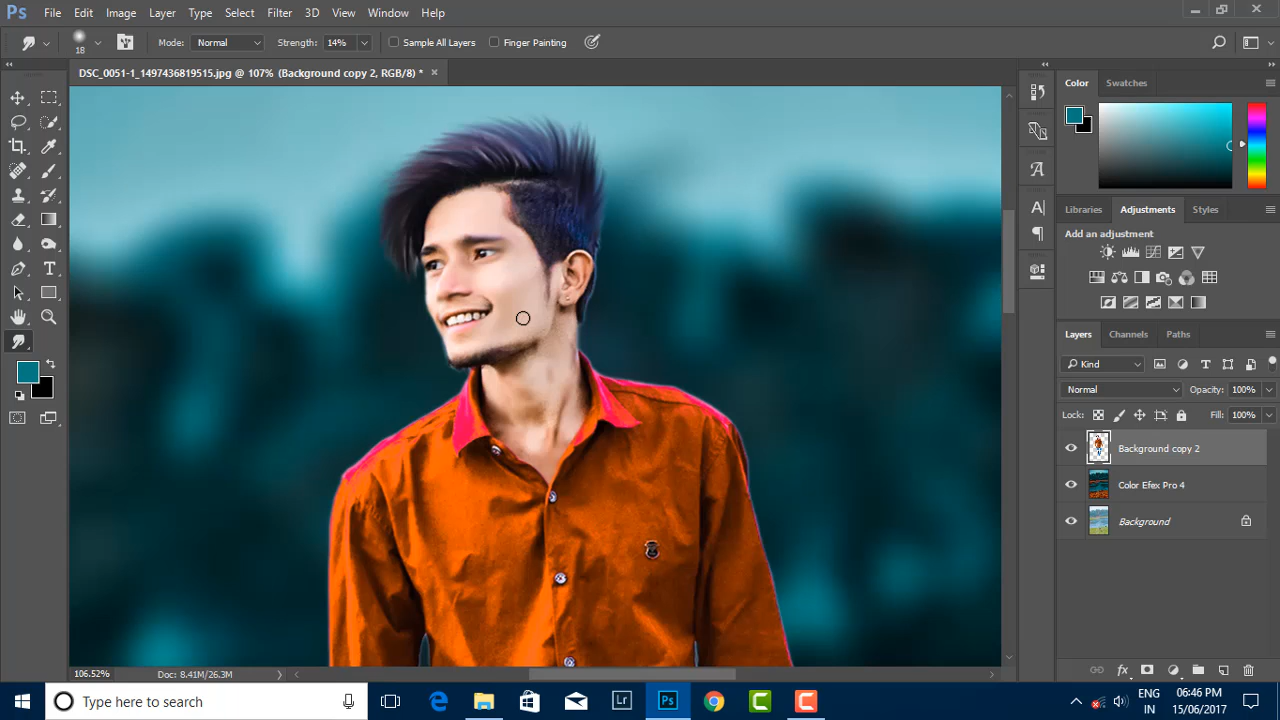 Ps File Edit Image Layer Type Select Filter 3D View Window Help
18 Mode: Normal Strength: 14% Sample All Layers Finger Painting
DSC_0051-1_1497436819515.jpg @ 107% (Background copy 2, RGB/8) *
Color Swatches
Libraries Adjustments Styles
Add an adjustment
Layers Channels Paths
Kind
Normal Opacity: 100%
Lock: Fill: 100%
Background copy 2
Color Efex Pro 4
Background
106.52% Doc: 8.41M/26.3M
Type here to search
Lr Ps C C
ENG 06:46 PM
IN 15/06/2017